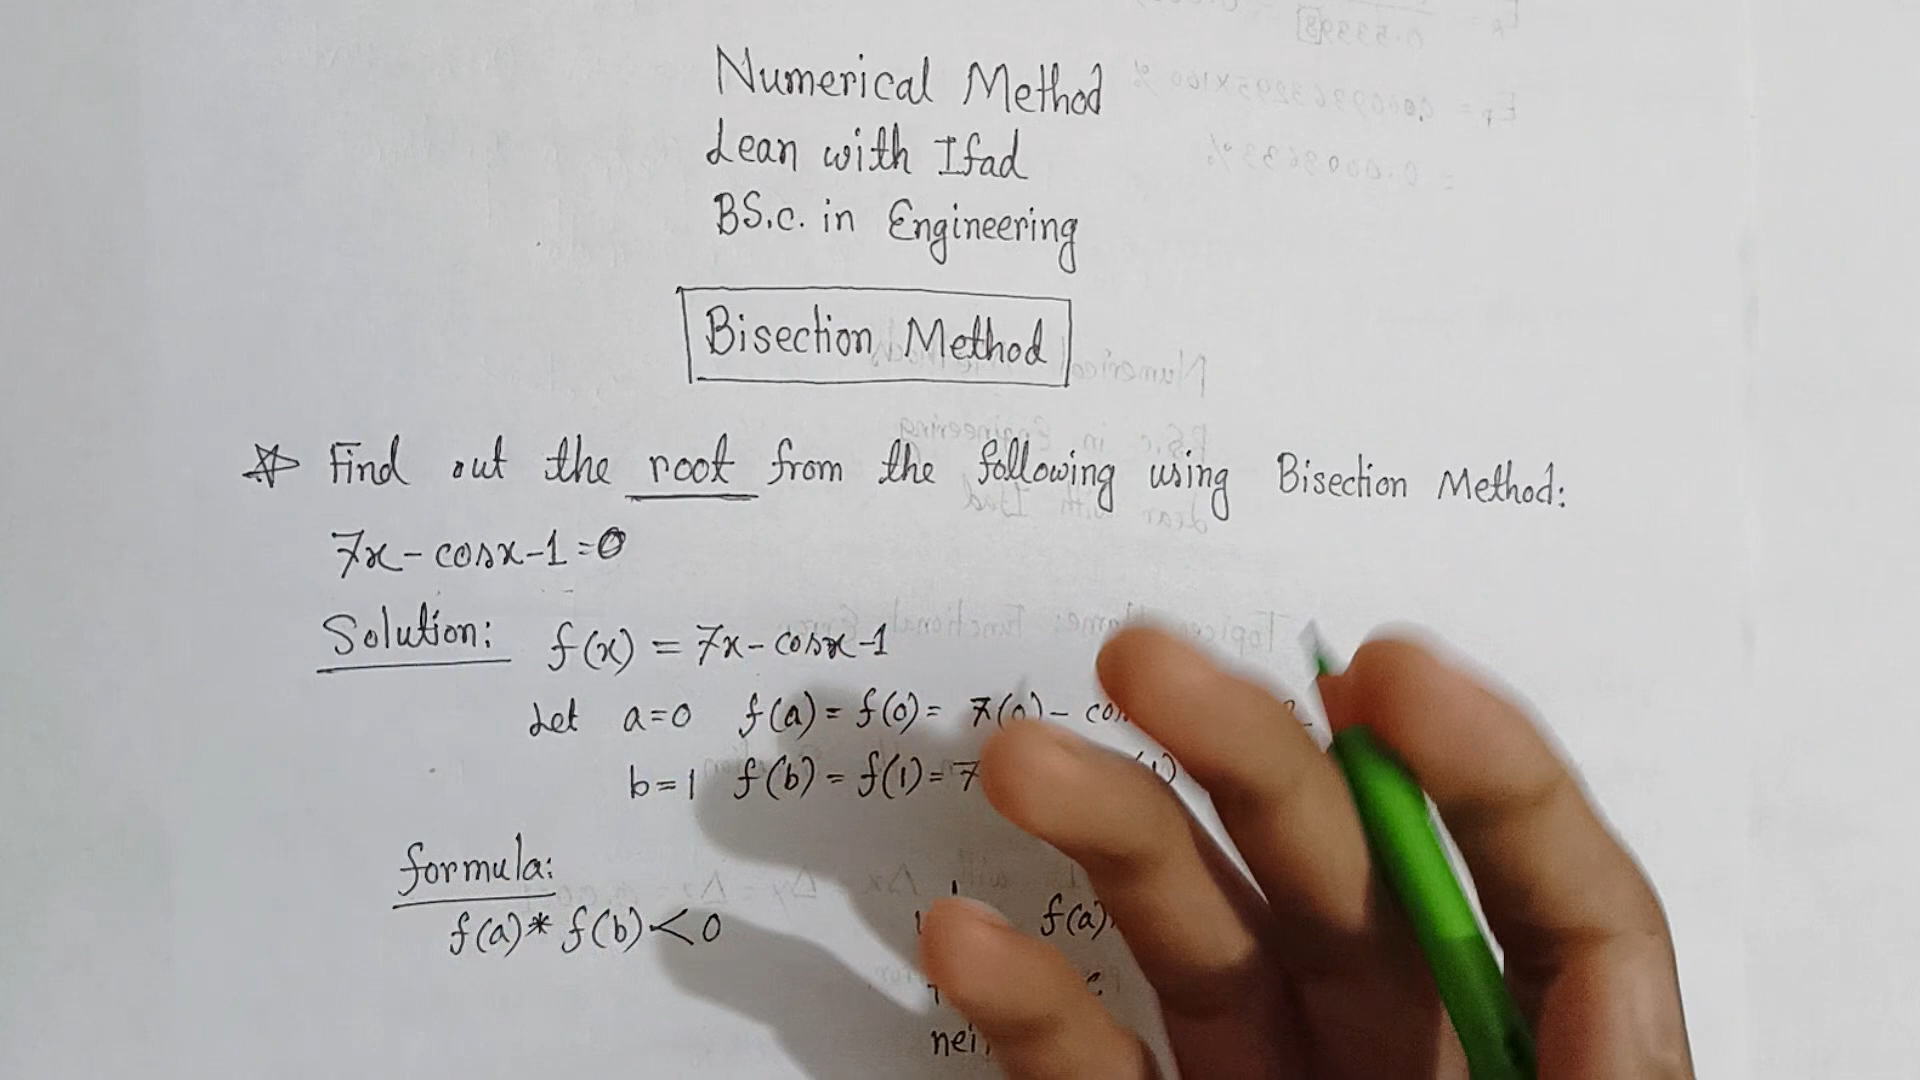 Numerical Method
Lean with Ifad
BS.c. in Engineering
Bisection Method
☆ Find out the root from the following using Bisection Method:
7x-cosx-1=0
Solution: f(x) = 7x-cosx-1
Let a=0 f(a) = f(0) = 7(0) -
b=1 f(b) = f(1) = 7
formula:
f(a)* f(b)<0
f(a)